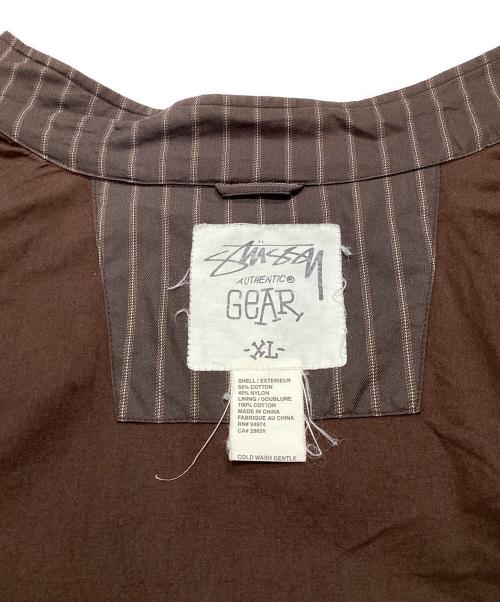 STÜSSY
AUTHENTIC®
GEAR
-XL-
SHELL / EXTERIEUR
55% COTTON
45% NYLON
LINING / DOUBLURE
100% COTTON
MADE IN CHINA
FABRIQUE AU CHINA
RN# 94974
CA# 28626
COLD WASH GENTLE